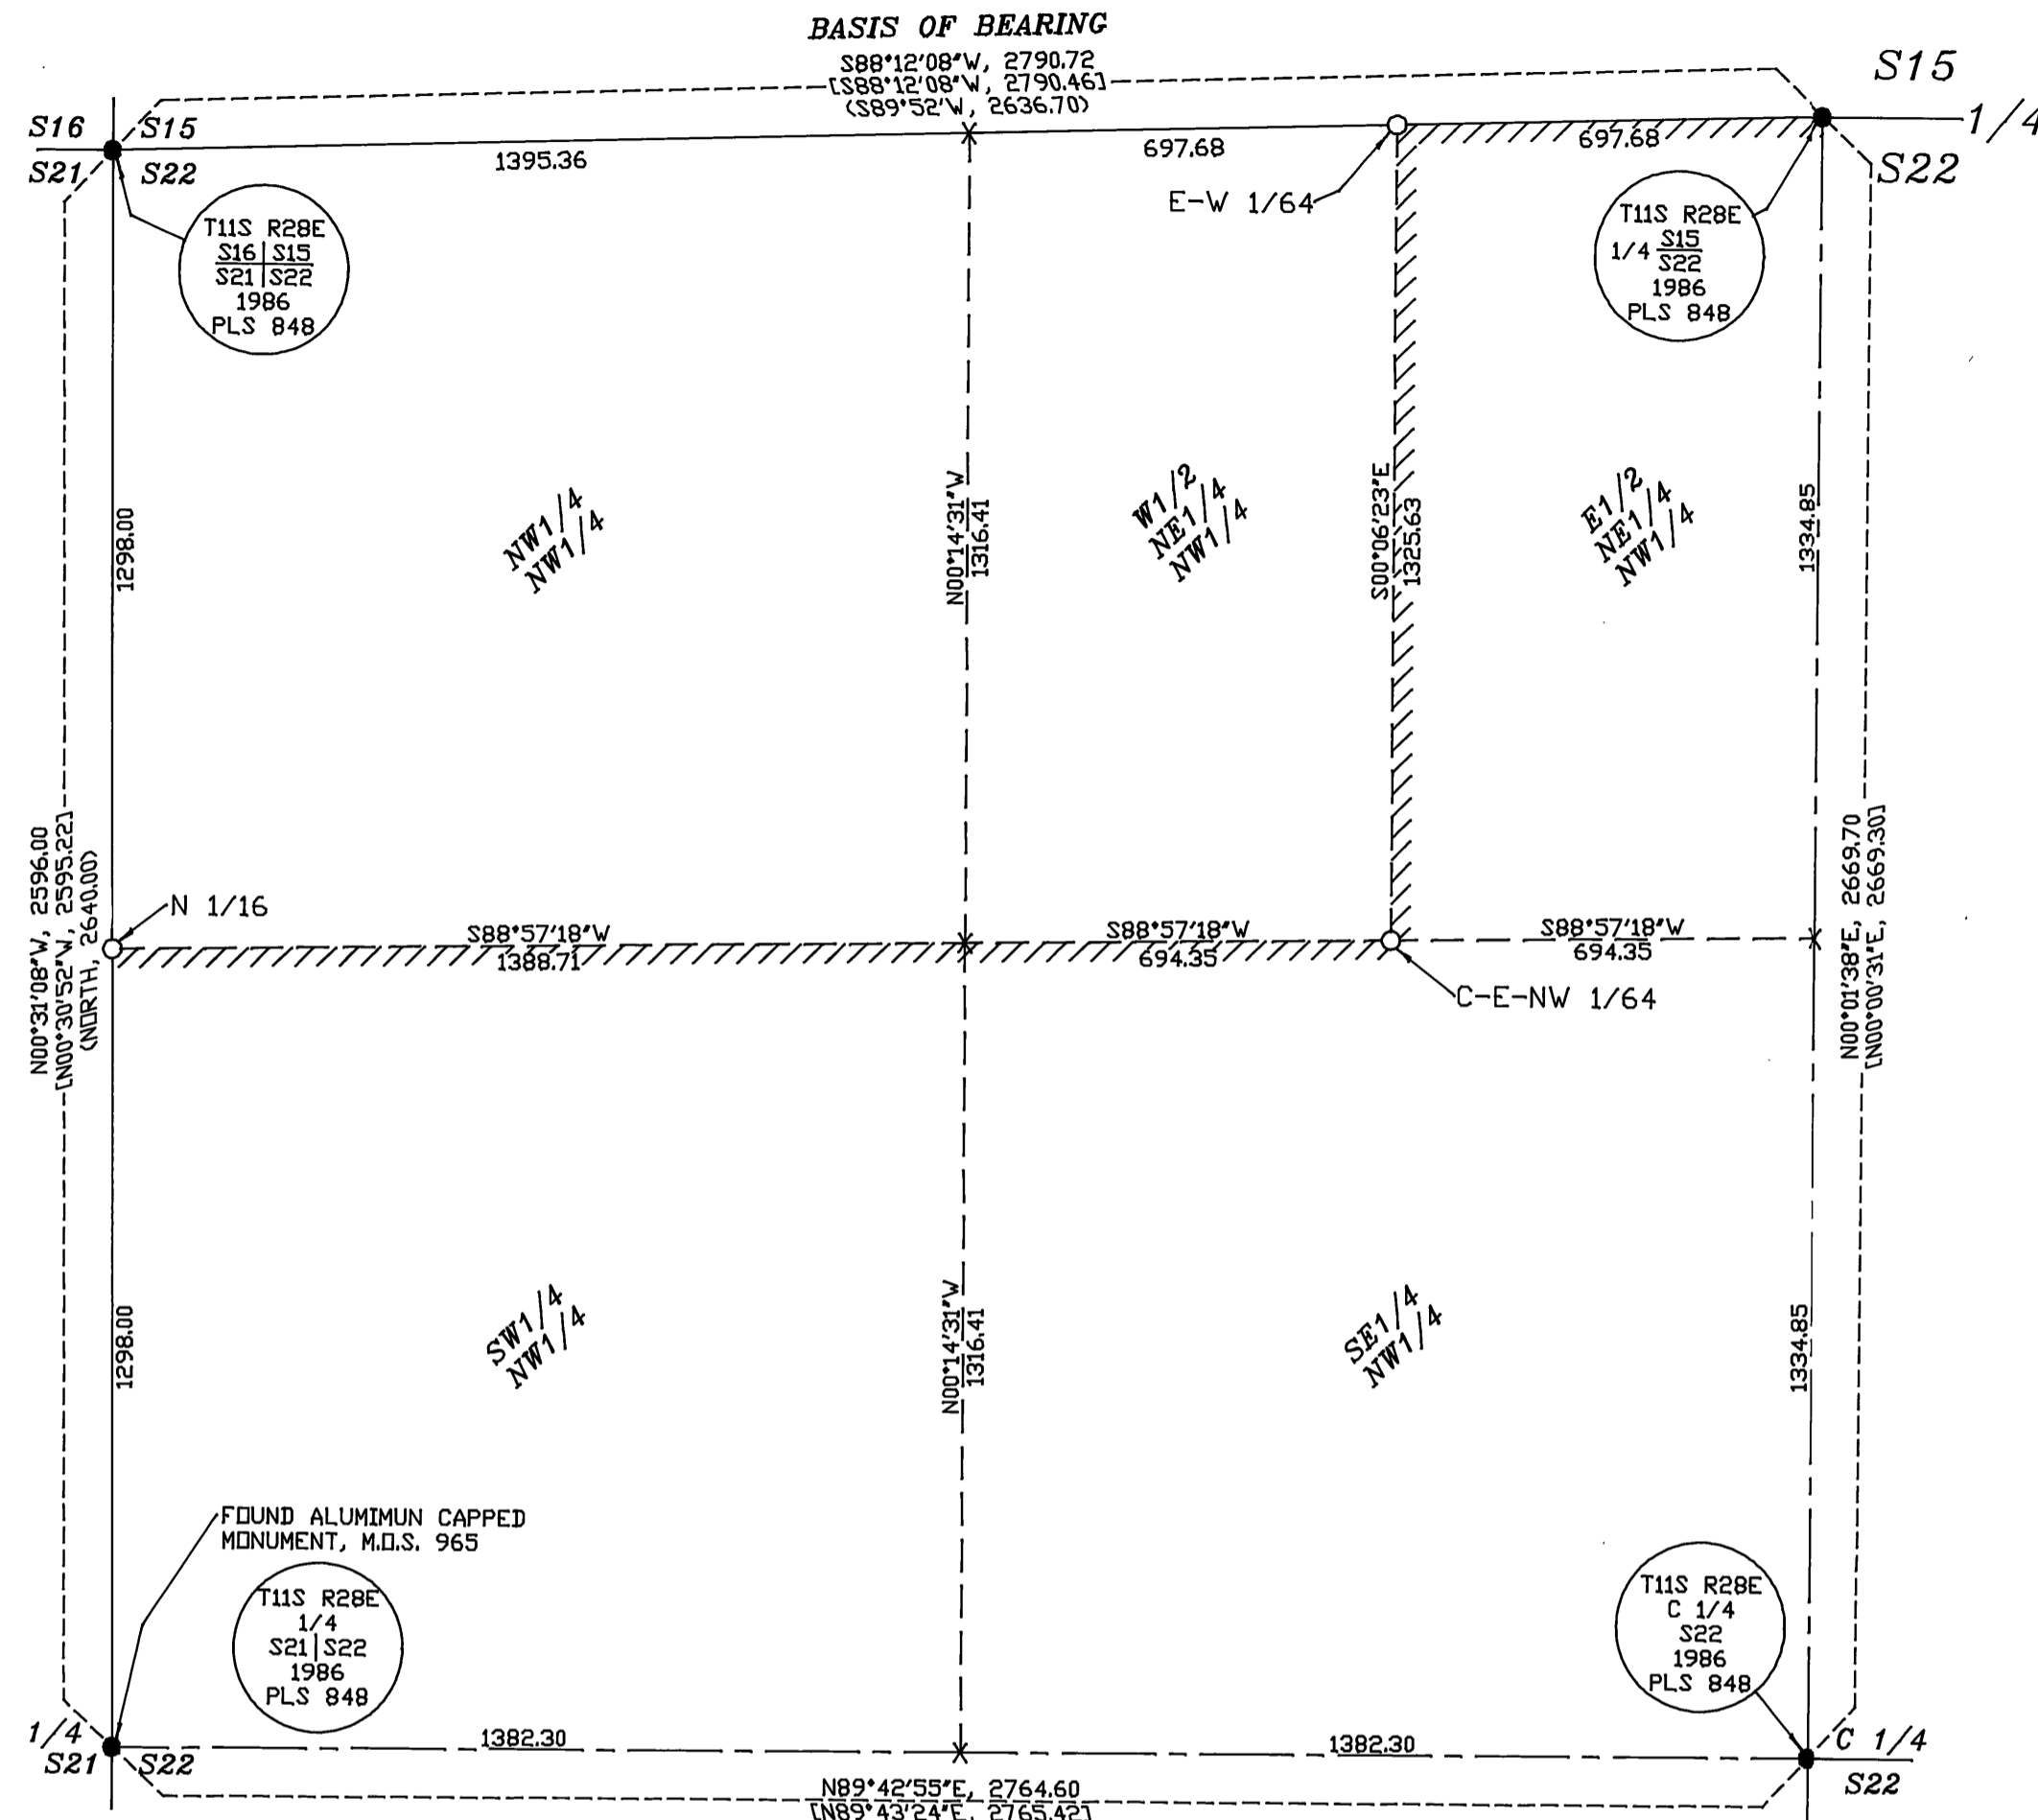 BASIS OF BEARING
S88°12'08"W, 2790.72
[S88°12'08"W, 2790.46]
(S89°52'W, 2636.70)
S15
1/4
S22
S16
S15
S21
S22
1395.36
697.68
697.68
E-W 1/64
T11S R28E
S16|S15
S21|S22
1986
PLS 848
T11S R28E
1/4 S15
S22
1986
PLS 848
NW1/4
NW1/4
W1/2
NE1/4
NW1/4
E1/2
NE1/4
NW1/4
1298.00
N00°14'31"W
1316.41
S00°06'23"E
1325.63
1334.85
N00°31'08"W, 2596.00
[N00°30'52"W, 2595.22]
(NORTH, 2640.00)
N00°01'38"E, 2669.70
[N00°00'31"E, 2669.30]
N 1/16
S88°57'18"W
1388.71
S88°57'18"W
694.35
S88°57'18"W
694.35
C-E-NW 1/64
SW1/4
NW1/4
SE1/4
NW1/4
1298.00
N00°14'31"W
1316.41
1334.85
FOUND ALUMIMUN CAPPED
MONUMENT, M.O.S. 965
T11S R28E
1/4
S21|S22
1986
PLS 848
T11S R28E
C 1/4
S22
1986
PLS 848
1/4
S21
S22
1382.30
1382.30
C 1/4
S22
N89°42'55"E, 2764.60
[N89°43'24"E, 2765.42]